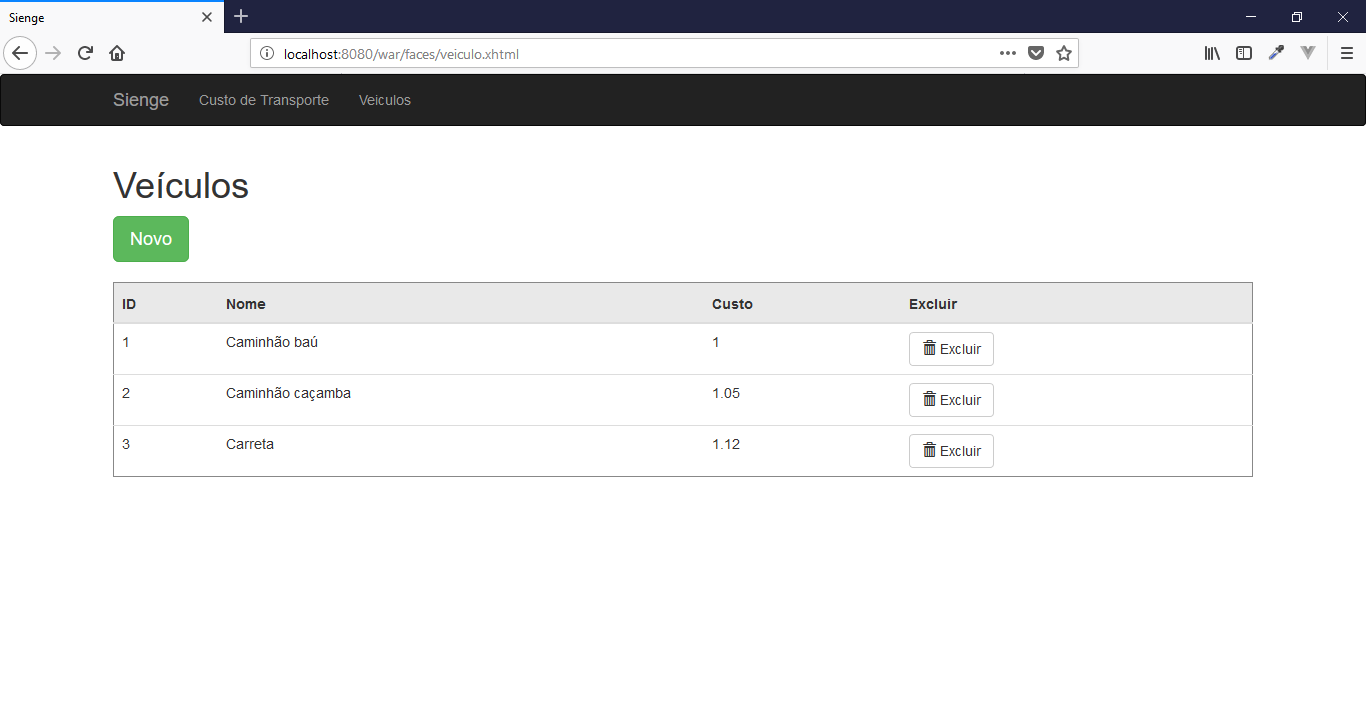 Sienge
localhost:8080/war/faces/veiculo.xhtml
Sienge Custo de Transporte Veiculos
Veículos
Novo
ID Nome Custo Excluir
1 Caminhão baú 1 Excluir
2 Caminhão caçamba 1.05 Excluir
3 Carreta 1.12 Excluir